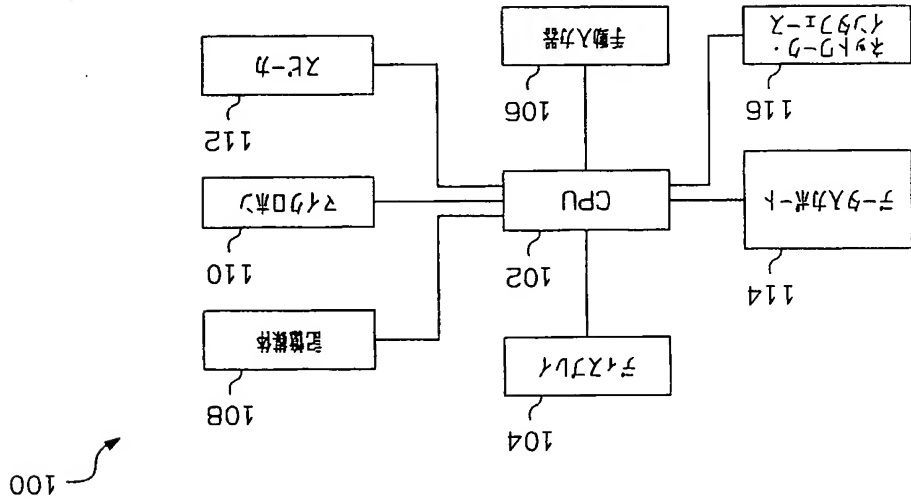 100
104
ディスプレイ
108
記憶媒体
114
データ入力ポート
102
CPU
110
マイクロホン
116
ネットワーク・
インタフェース
106
手動入力器
112
スピーカ